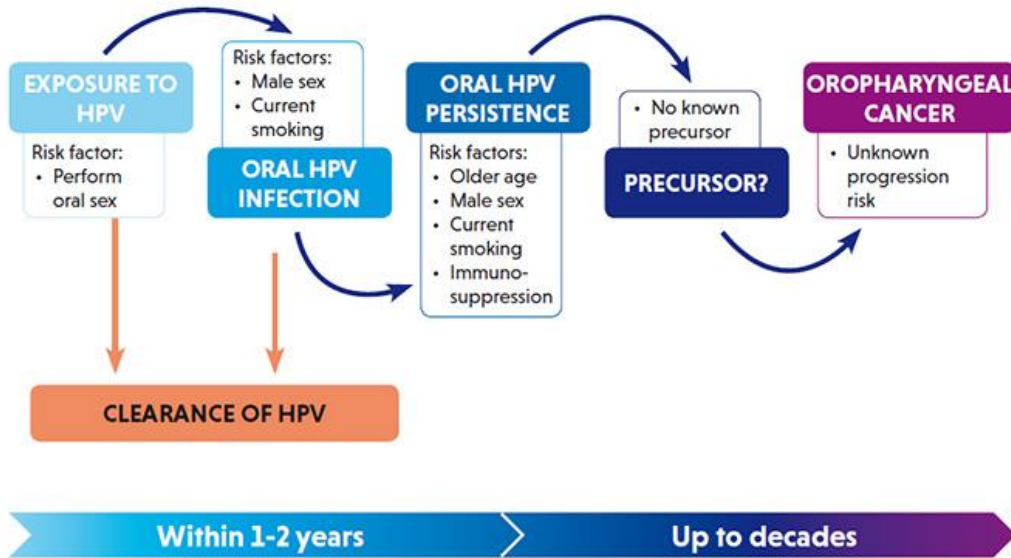 EXPOSURE TO
HPV
Risk factor:
• Perform
oral sex
Risk factors:
• Male sex
• Current
smoking
ORAL HPV
INFECTION
ORAL HPV
PERSISTENCE
Risk factors:
• Older age
• Male sex
• Current
smoking
• Immuno-
suppression
• No known
precursor
PRECURSOR?
OROPHARYNGEAL
CANCER
• Unknown
progression
risk
CLEARANCE OF HPV
Within 1-2 years
Up to decades